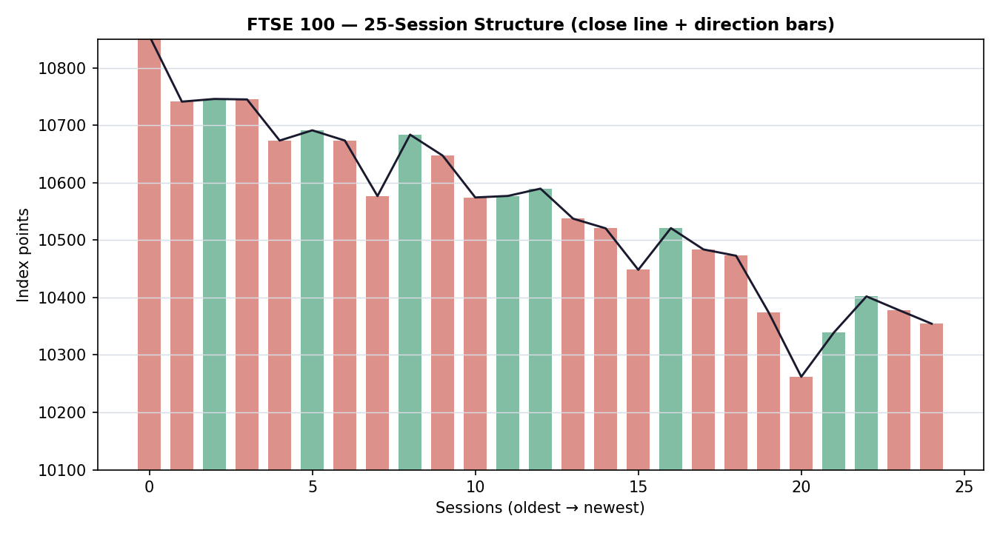 FTSE 100 — 25-Session Structure (close line + direction bars)
Index points
10800
10700
10600
10500
10400
10300
10200
10100
0 5 10 15 20 25
Sessions (oldest → newest)